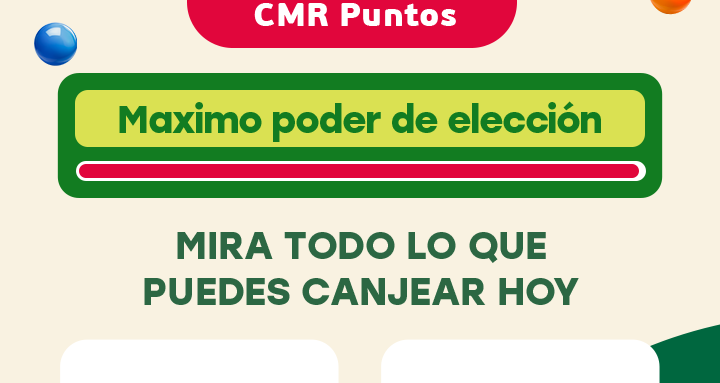 CMR Puntos
Maximo poder de elección
MIRA TODO LO QUE
PUEDES CANJEAR HOY